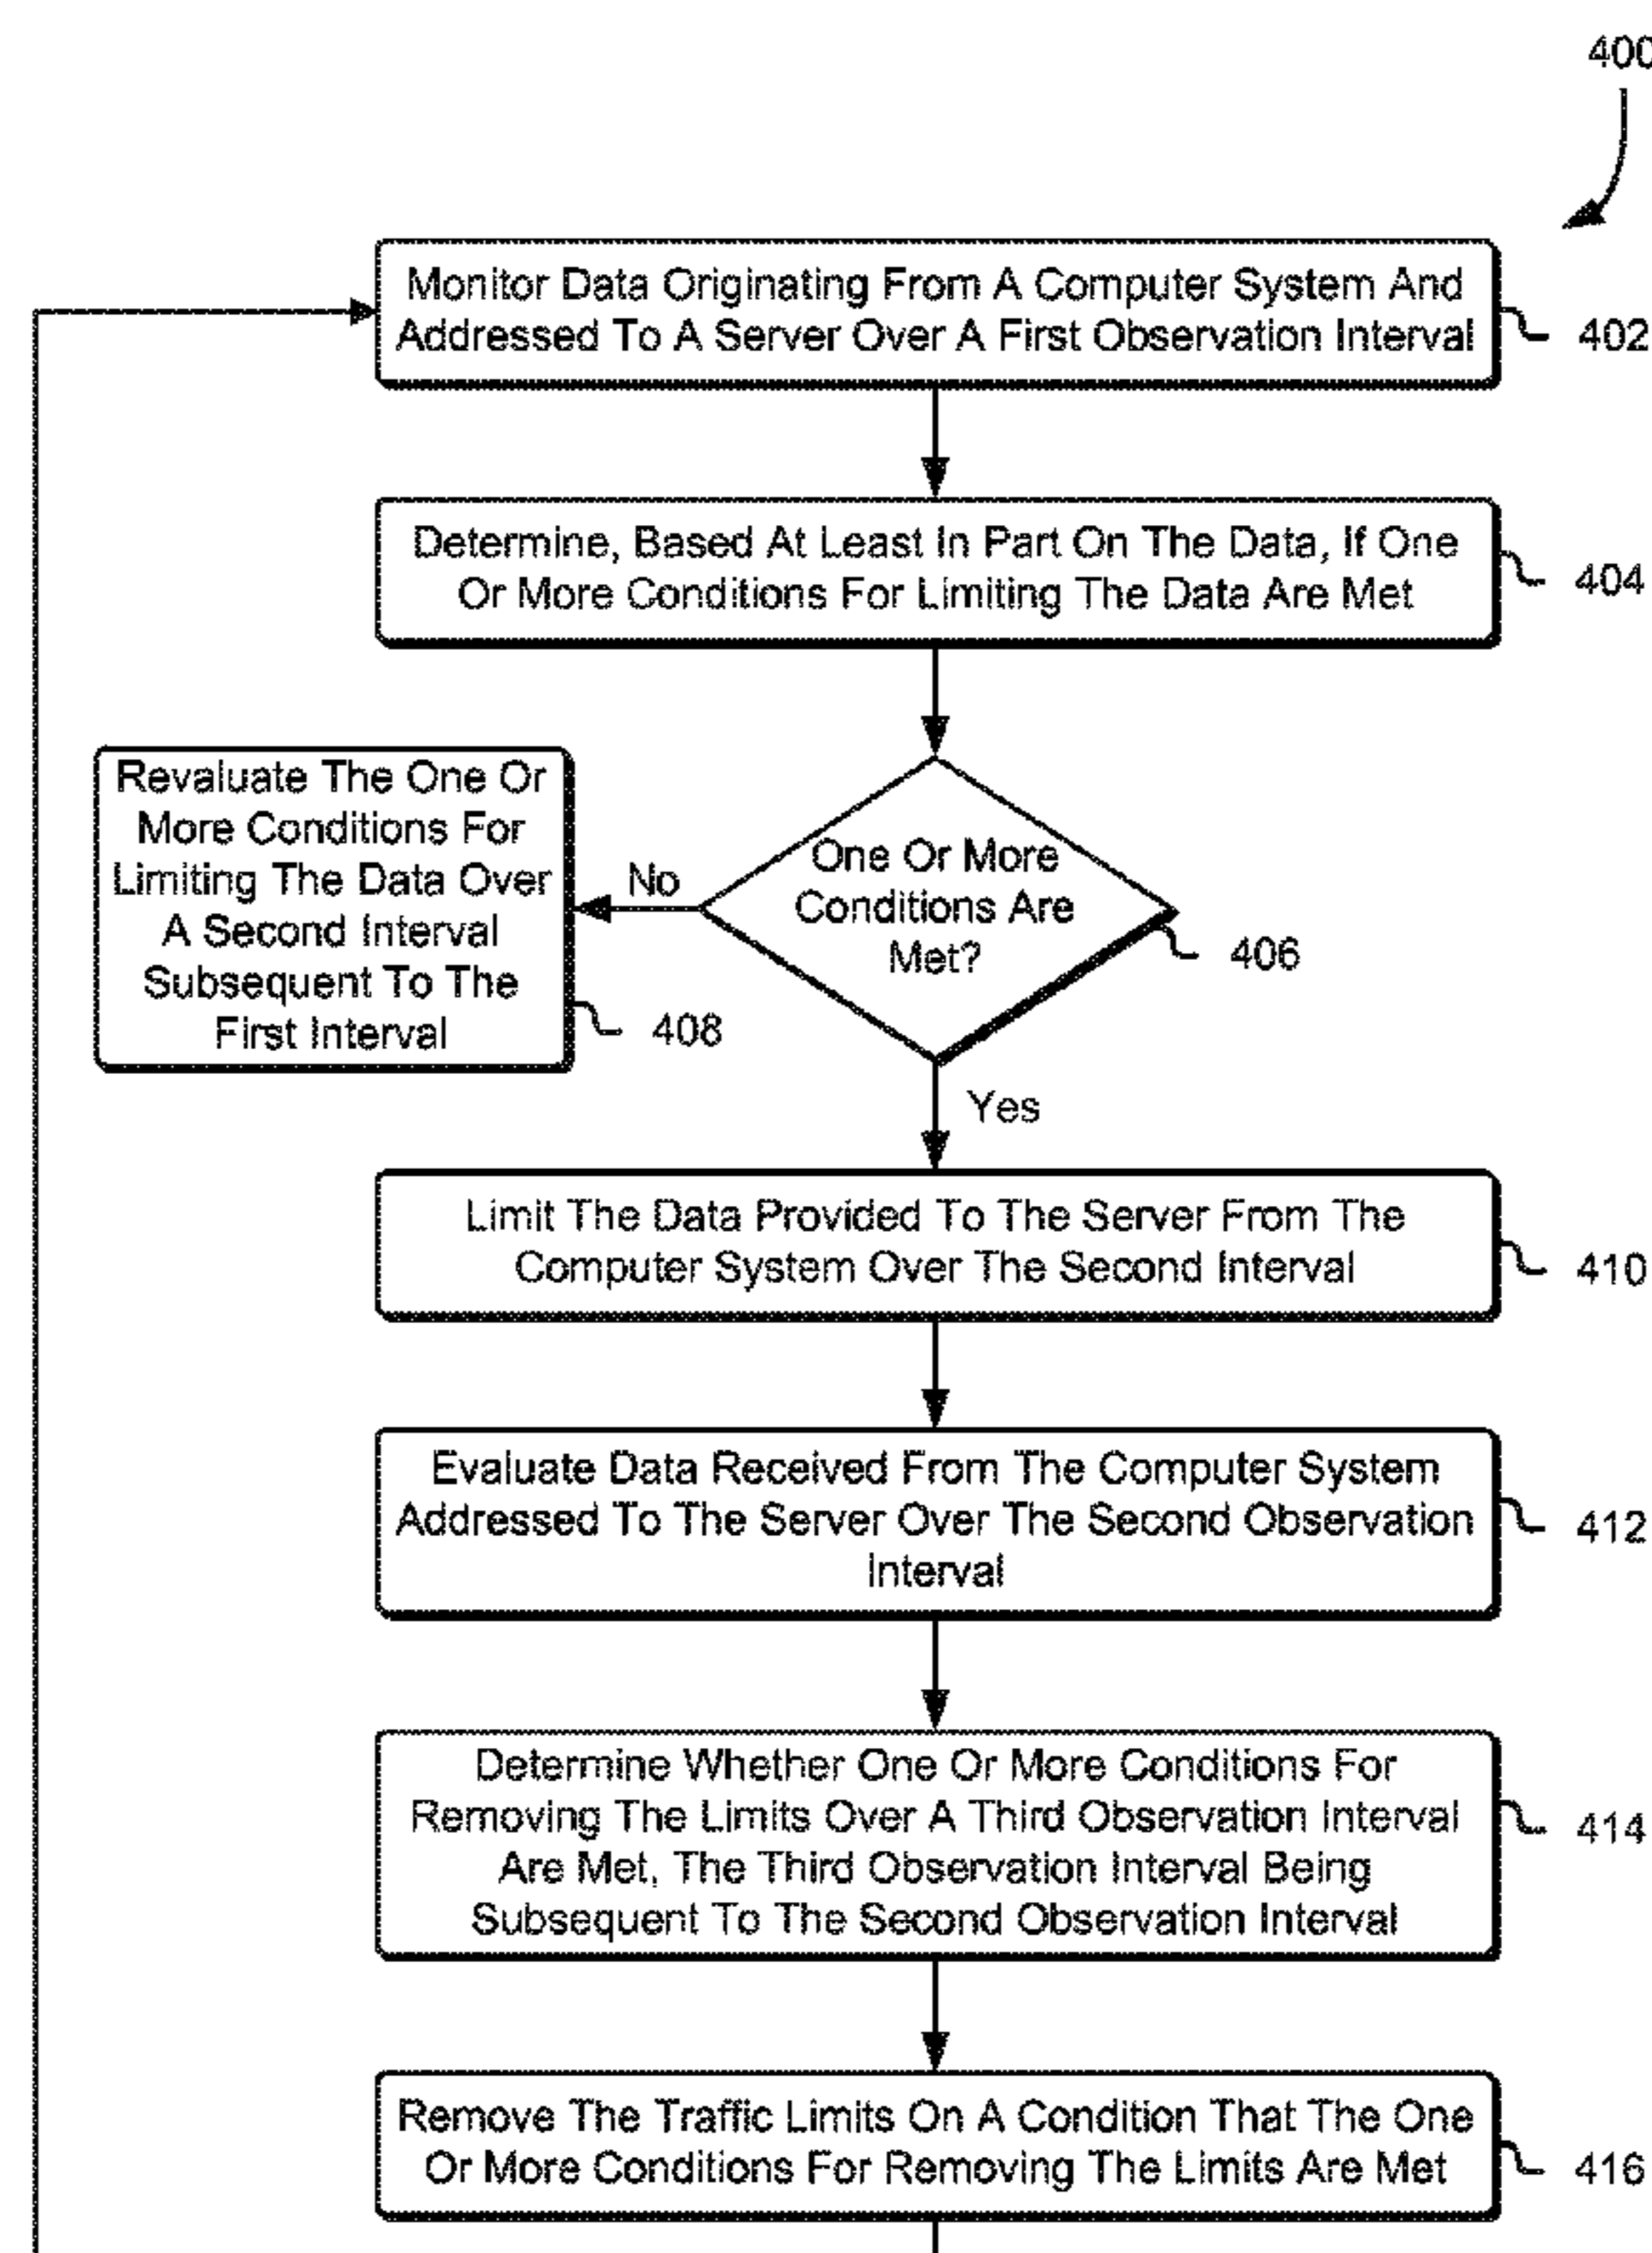 400
Monitor Data Originating From A Computer System And
Addressed To A Server Over A First Observation Interval
402
Determine, Based At Least In Part On The Data, If One
Or More Conditions For Limiting The Data Are Met
404
Revaluate The One Or
More Conditions For
Limiting The Data Over
A Second Interval
Subsequent To The
First Interval
408
No
One Or More
Conditions Are
Met?
406
Yes
Limit The Data Provided To The Server From The
Computer System Over The Second Interval
410
Evaluate Data Received From The Computer System
Addressed To The Server Over The Second Observation
Interval
412
Determine Whether One Or More Conditions For
Removing The Limits Over A Third Observation Interval
Are Met, The Third Observation Interval Being
Subsequent To The Second Observation Interval
414
Remove The Traffic Limits On A Condition That The One
Or More Conditions For Removing The Limits Are Met
416